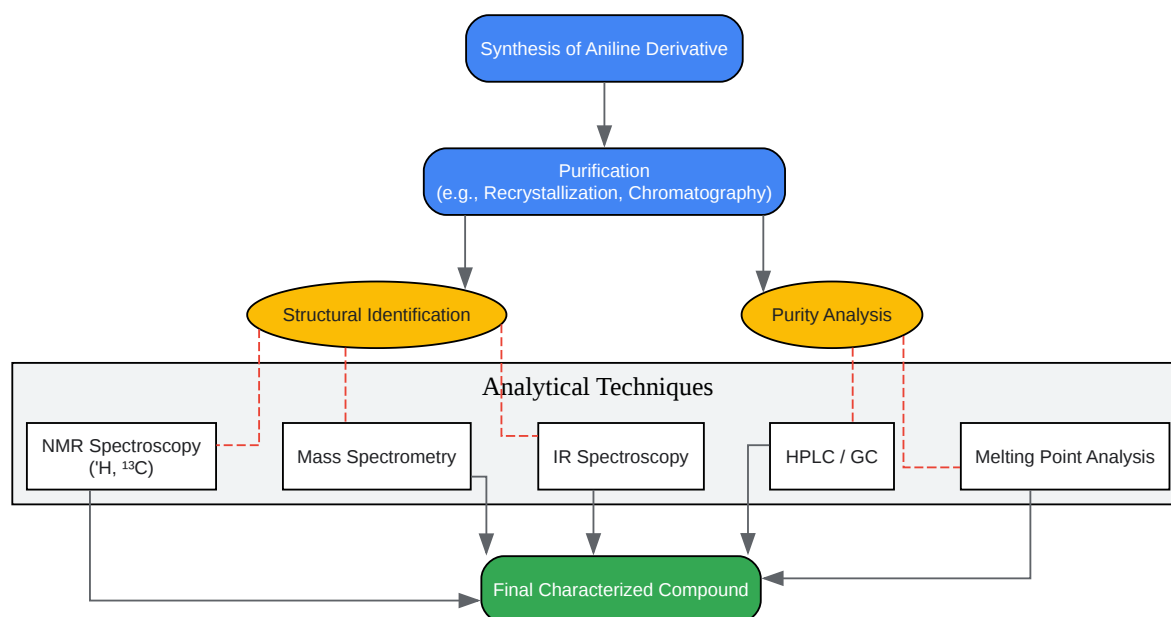 Synthesis of Aniline Derivative
Purification
(e.g., Recrystallization, Chromatography)
Structural Identification
Purity Analysis
Analytical Techniques
NMR Spectroscopy
('H, ¹³C)
Mass Spectrometry
IR Spectroscopy
HPLC / GC
Melting Point Analysis
Final Characterized Compound